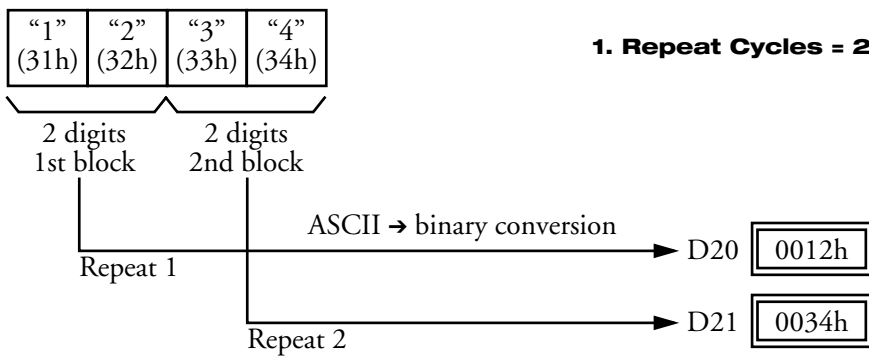 “1” “2” “3” “4”
(31h) (32h) (33h) (34h)
1. Repeat Cycles = 2
2 digits 2 digits
1st block 2nd block
ASCII → binary conversion
D20 0012h
Repeat 1
D21 0034h
Repeat 2